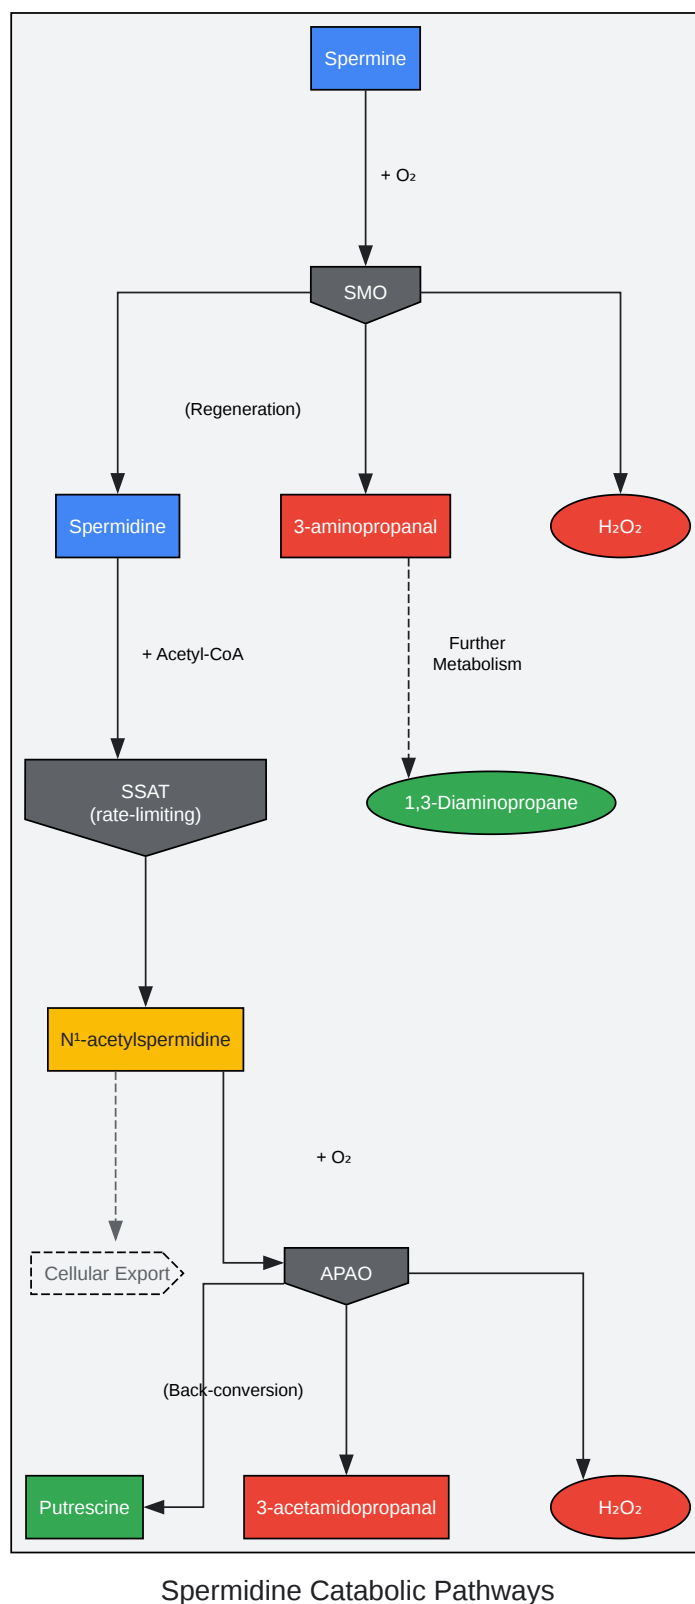 Spermine
+ O₂
SMO
(Regeneration)
Spermidine
3-aminopropanal
H₂O₂
+ Acetyl-CoA
Further
Metabolism
SSAT
(rate-limiting)
1,3-Diaminopropane
N¹-acetylspermidine
+ O₂
Cellular Export
APAO
(Back-conversion)
Putrescine
3-acetamidopropanal
H₂O₂
Spermidine Catabolic Pathways